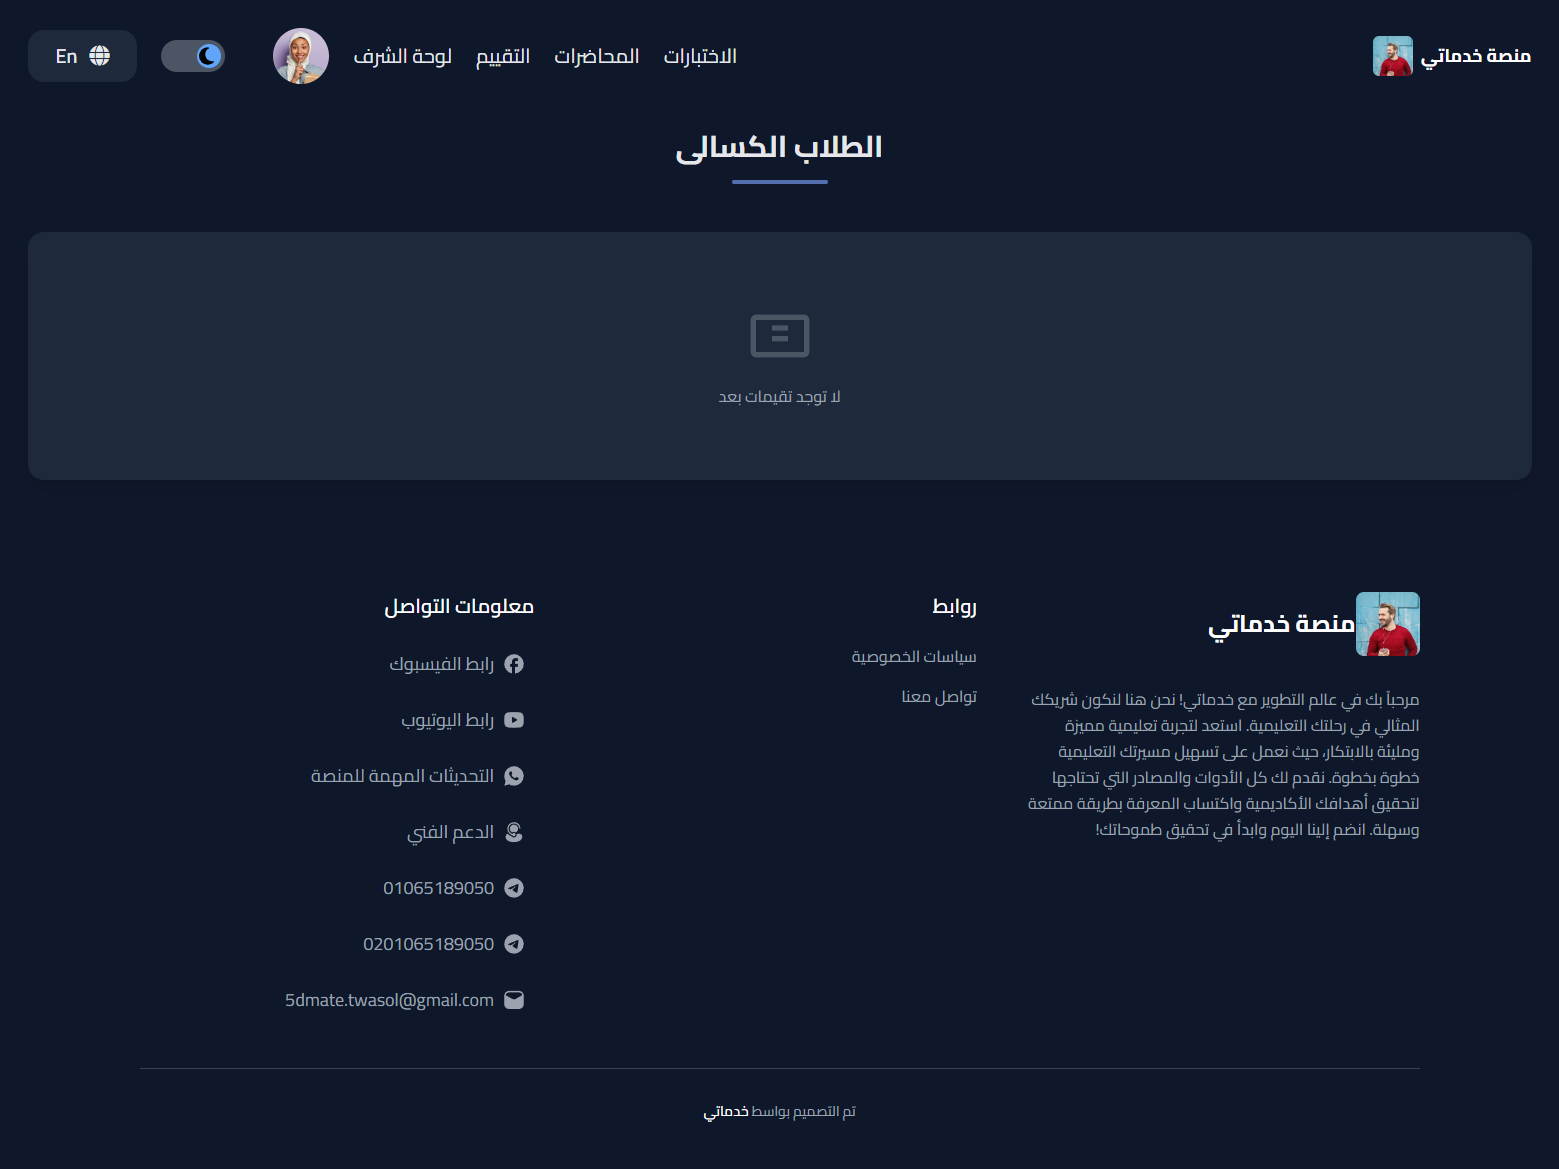 منصة خدماتي
الاختبارات
المحاضرات
التقييم
لوحة الشرف
En
الطلاب الكسالى
لا توجد تقيمات بعد
منصة خدماتي
مرحباً بك في عالم التطوير مع خدماتي! نحن هنا لنكون شريكك
المثالي في رحلتك التعليمية. استعد لتجربة تعليمية مميزة
ومليئة بالابتكار، حيث نعمل على تسهيل مسيرتك التعليمية
خطوة بخطوة. نقدم لك كل الأدوات والمصادر التي تحتاجها
لتحقيق أهدافك الأكاديمية واكتساب المعرفة بطريقة ممتعة
وسهلة. انضم إلينا اليوم وابدأ في تحقيق طموحاتك!
روابط
سياسات الخصوصية
تواصل معنا
معلومات التواصل
رابط الفيسبوك
رابط اليوتيوب
التحديثات المهمة للمنصة
الدعم الفني
01065189050
0201065189050
5dmate.twasol@gmail.com
تم التصميم بواسط خدماتي